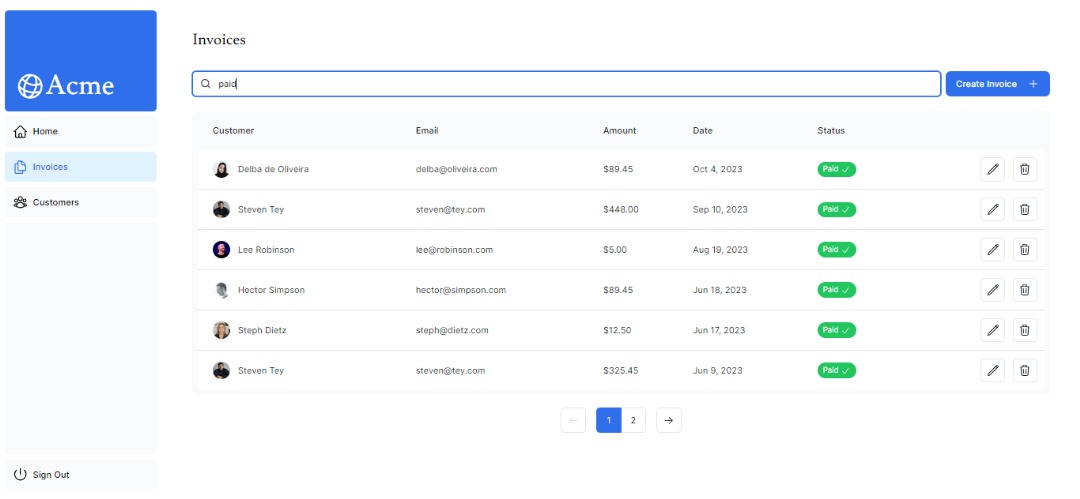 Acme
Home
Invoices
Customers
Sign Out
Invoices
paid
Create Invoice +
Customer Email Amount Date Status
Delba de Oliveira delba@oliveira.com $89.45 Oct 4, 2023 Paid
Steven Tey steven@tey.com $448.00 Sep 10, 2023 Paid
Lee Robinson lee@robinson.com $5.00 Aug 19, 2023 Paid
Hector Simpson hector@simpson.com $89.45 Jun 18, 2023 Paid
Steph Dietz steph@dietz.com $12.50 Jun 17, 2023 Paid
Steven Tey steven@tey.com $325.45 Jun 9, 2023 Paid
1 2